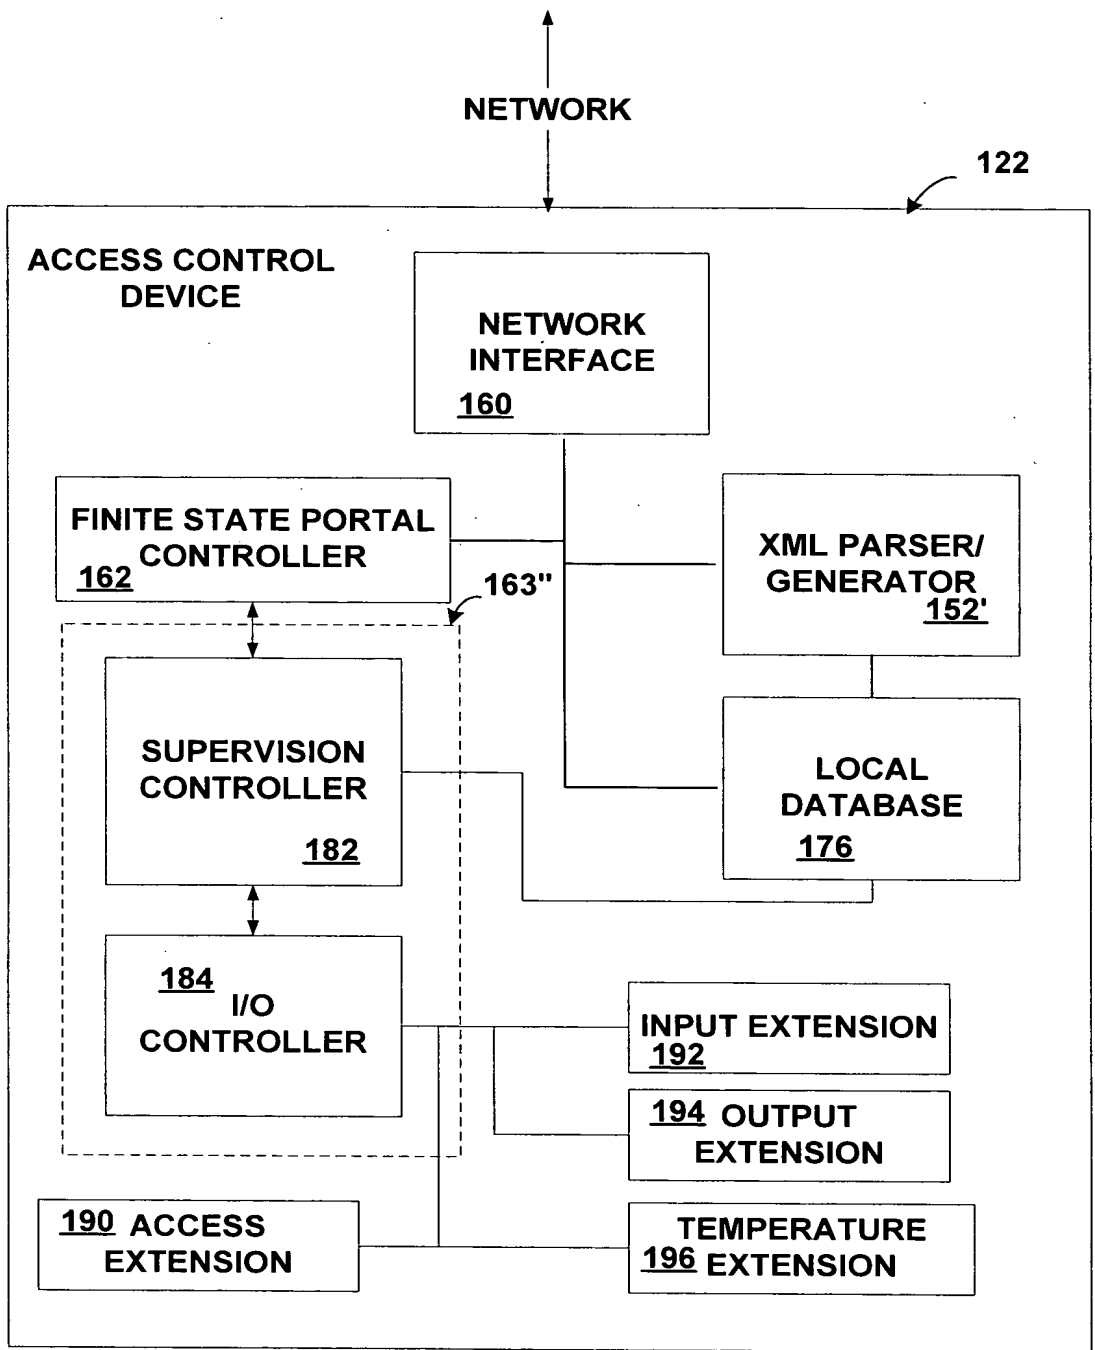 NETWORK
122
ACCESS CONTROL
DEVICE
NETWORK
INTERFACE
160
FINITE STATE PORTAL
CONTROLLER
162
XML PARSER/
GENERATOR
152'
163"
SUPERVISION
CONTROLLER
182
LOCAL
DATABASE
176
184
I/O
CONTROLLER
INPUT EXTENSION
192
194 OUTPUT
EXTENSION
190 ACCESS
EXTENSION
TEMPERATURE
196 EXTENSION